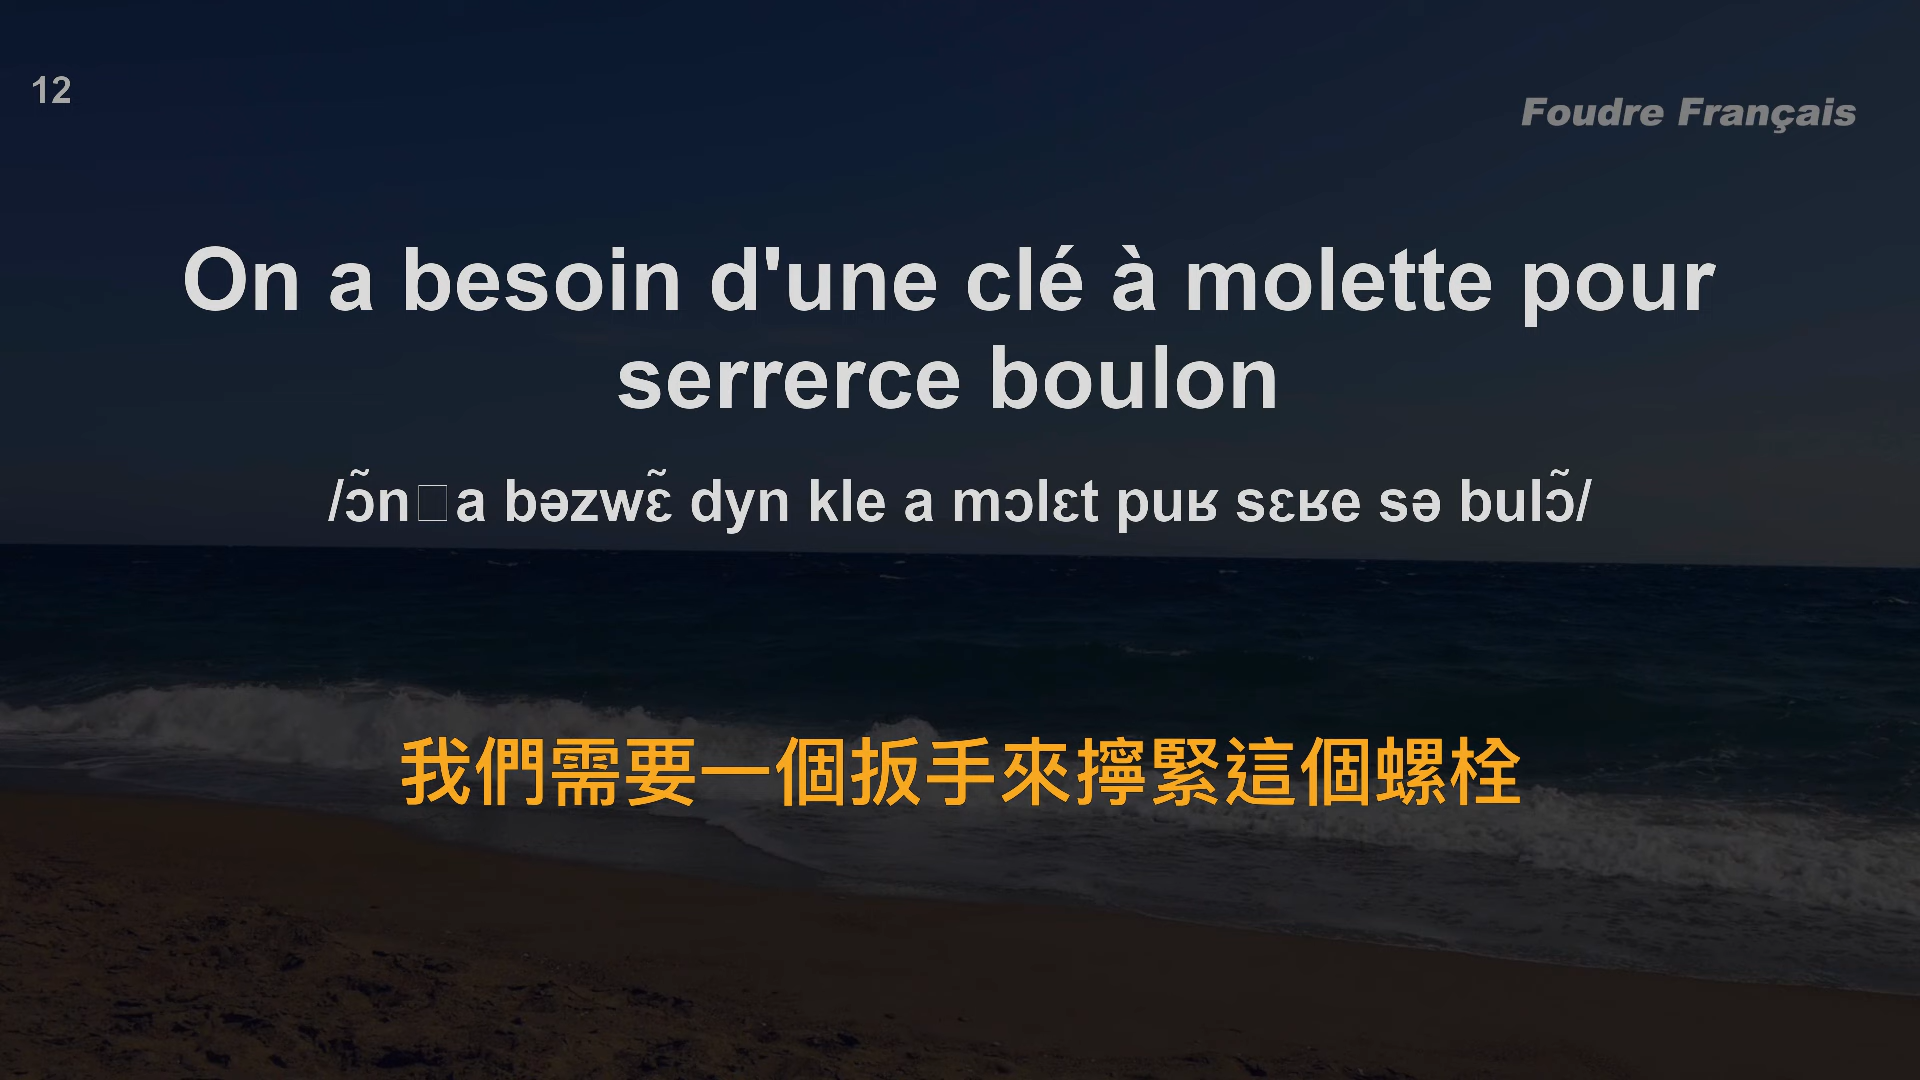 12
Foudre Français
On a besoin d'une clé à molette pour
serrerce boulon
/ɔ̃n□a bəzwɛ̃ dyn kle a mɔlɛt puʁ sɛʁe sə bulɔ̃/
我們需要一個扳手來擰緊這個螺栓